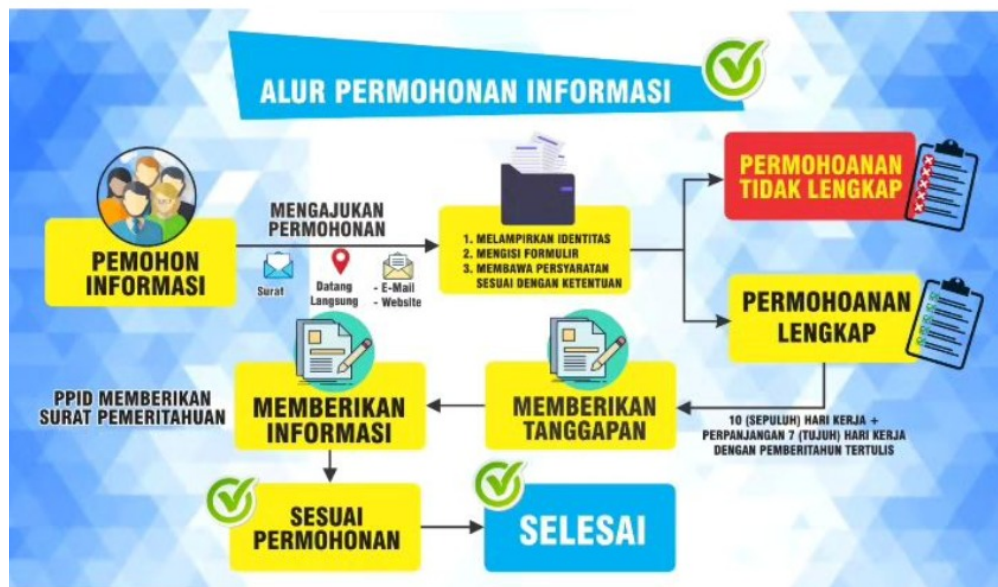 ALUR PERMOHONAN INFORMASI
PEMOHON
INFORMASI
MENGAJUKAN
PERMOHONAN
Surat
Datang
Langsung
- E-Mail
- Website
1. MELAMPIRKAN IDENTITAS
2. MENGISI FORMULIR
3. MEMBAWA PERSYARATAN
SESUAI DENGAN KETENTUAN
PERMOHOANAN
TIDAK LENGKAP
PERMOHOANAN
LENGKAP
10 (SEPULUH) HARI KERJA +
PERPANJANGAN 7 (TUJUH) HARI KERJA
DENGAN PEMBERITAHUN TERTULIS
MEMBERIKAN
TANGGAPAN
MEMBERIKAN
INFORMASI
PPID MEMBERIKAN
SURAT PEMERITAHUAN
SESUAI
PERMOHONAN
SELESAI